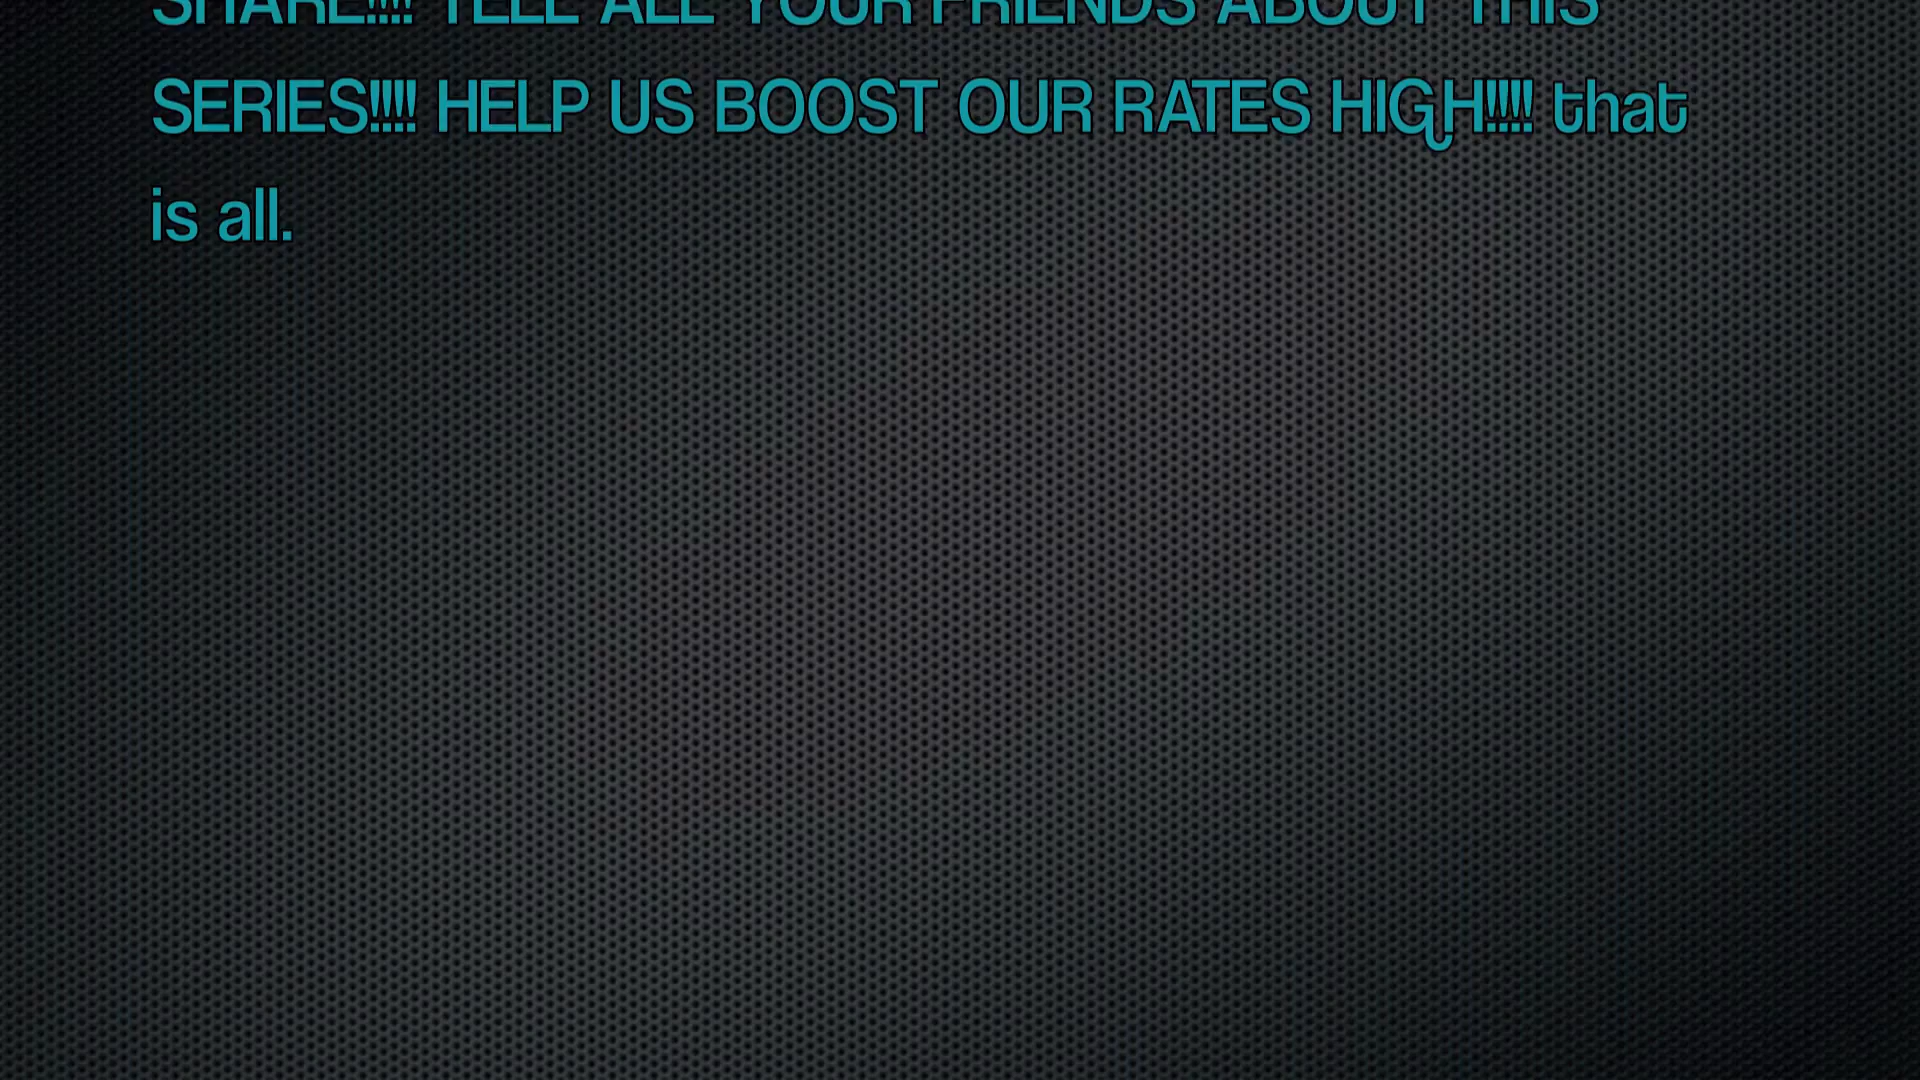 SHARE!!!! TELL ALL YOUR FRIENDS ABOUT THIS
SERIES!!!! HELP US BOOST OUR RATES HIGH!!!! that
is all.